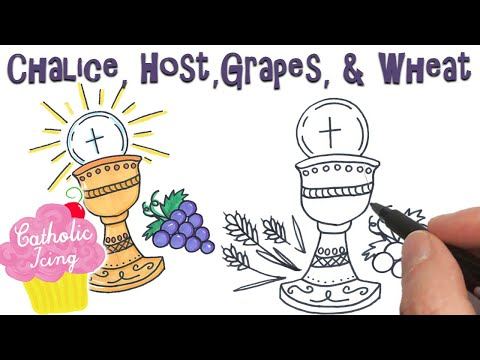 Chalice, Host, Grapes, & Wheat
Catholic
Icing